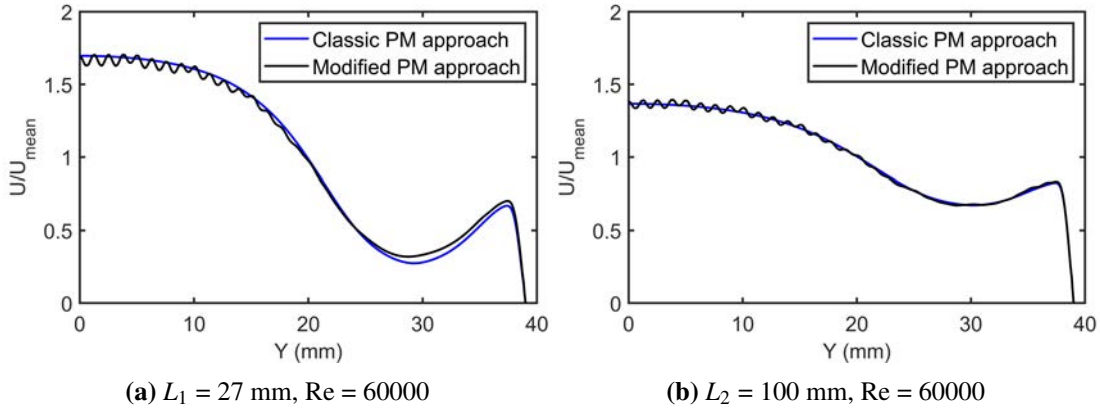 2
1.5
1
0.5
0
U/U_mean
Classic PM approach
Modified PM approach
0 10 20 30 40
Y (mm)
(a) L₁ = 27 mm, Re = 60000
2
1.5
1
0.5
0
U/U_mean
Classic PM approach
Modified PM approach
0 10 20 30 40
Y (mm)
(b) L₂ = 100 mm, Re = 60000